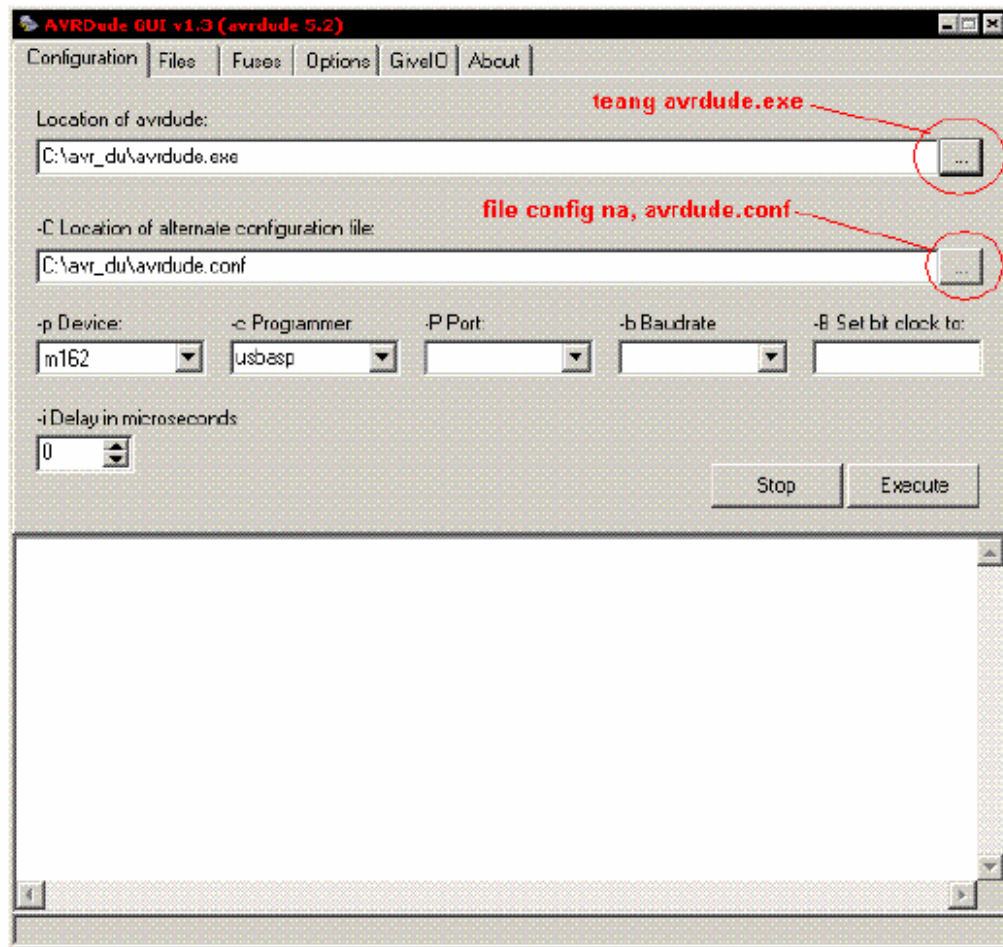 AVRDude GUI v1.3 (avrdude 5.2)
Configuration Files Fuses Options GiveIO About
teang avrdude.exe
Location of avrdude:
C:\avr_du\avrdude.exe
...
file config na, avrdude.conf
-C Location of alternate configuration file:
C:\avr_du\avrdude.conf
...
-p Device: -c Programmer: -P Port: -b Baudrate -B Set bit clock to:
m162 usbasp
-i Delay in microseconds
0
Stop Execute